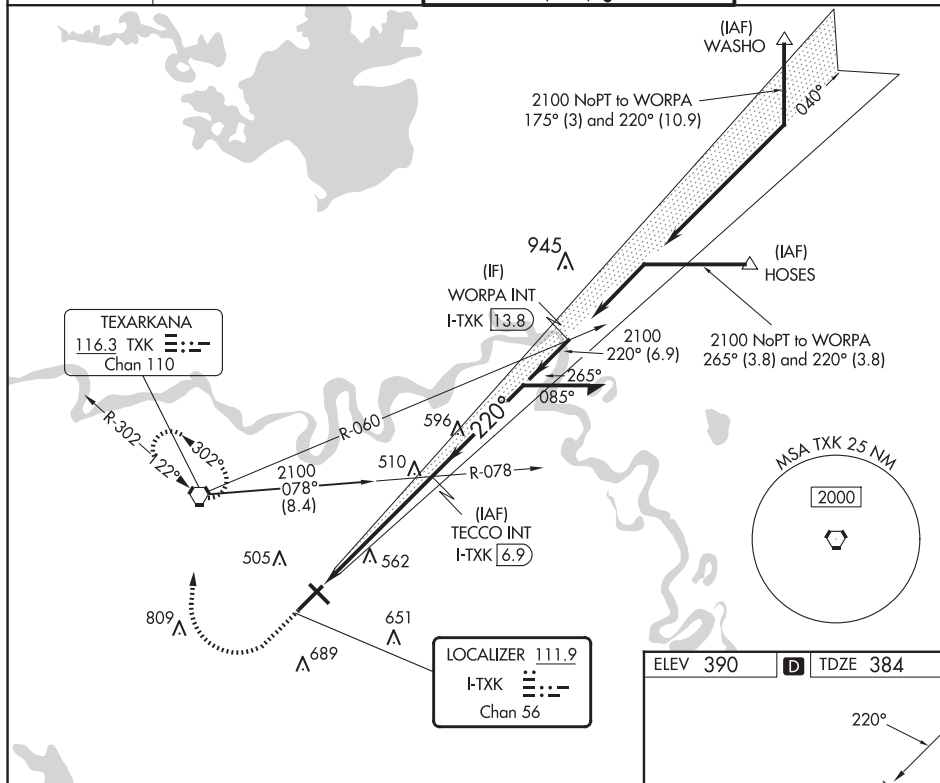 (IAF)
WASHO
2100 NoPT to WORPA
175° (3) and 220° (10.9)
040°
945
(IF)
WORPA INT
I-TXK 13.8
(IAF)
HOSES
TEXARKANA
116.3 TXK
Chan 110
2100
220° (6.9)
2100 NoPT to WORPA
265° (3.8) and 220° (3.8)
265°
085°
220°
596
R-060
R-302
122°
302°
510
R-078
2100
078°
(8.4)
MSA TXK 25 NM
2000
(IAF)
TECCO INT
I-TXK 6.9
505
562
809
651
689
LOCALIZER 111.9
I-TXK
Chan 56
ELEV 390 D TDZE 384
220°